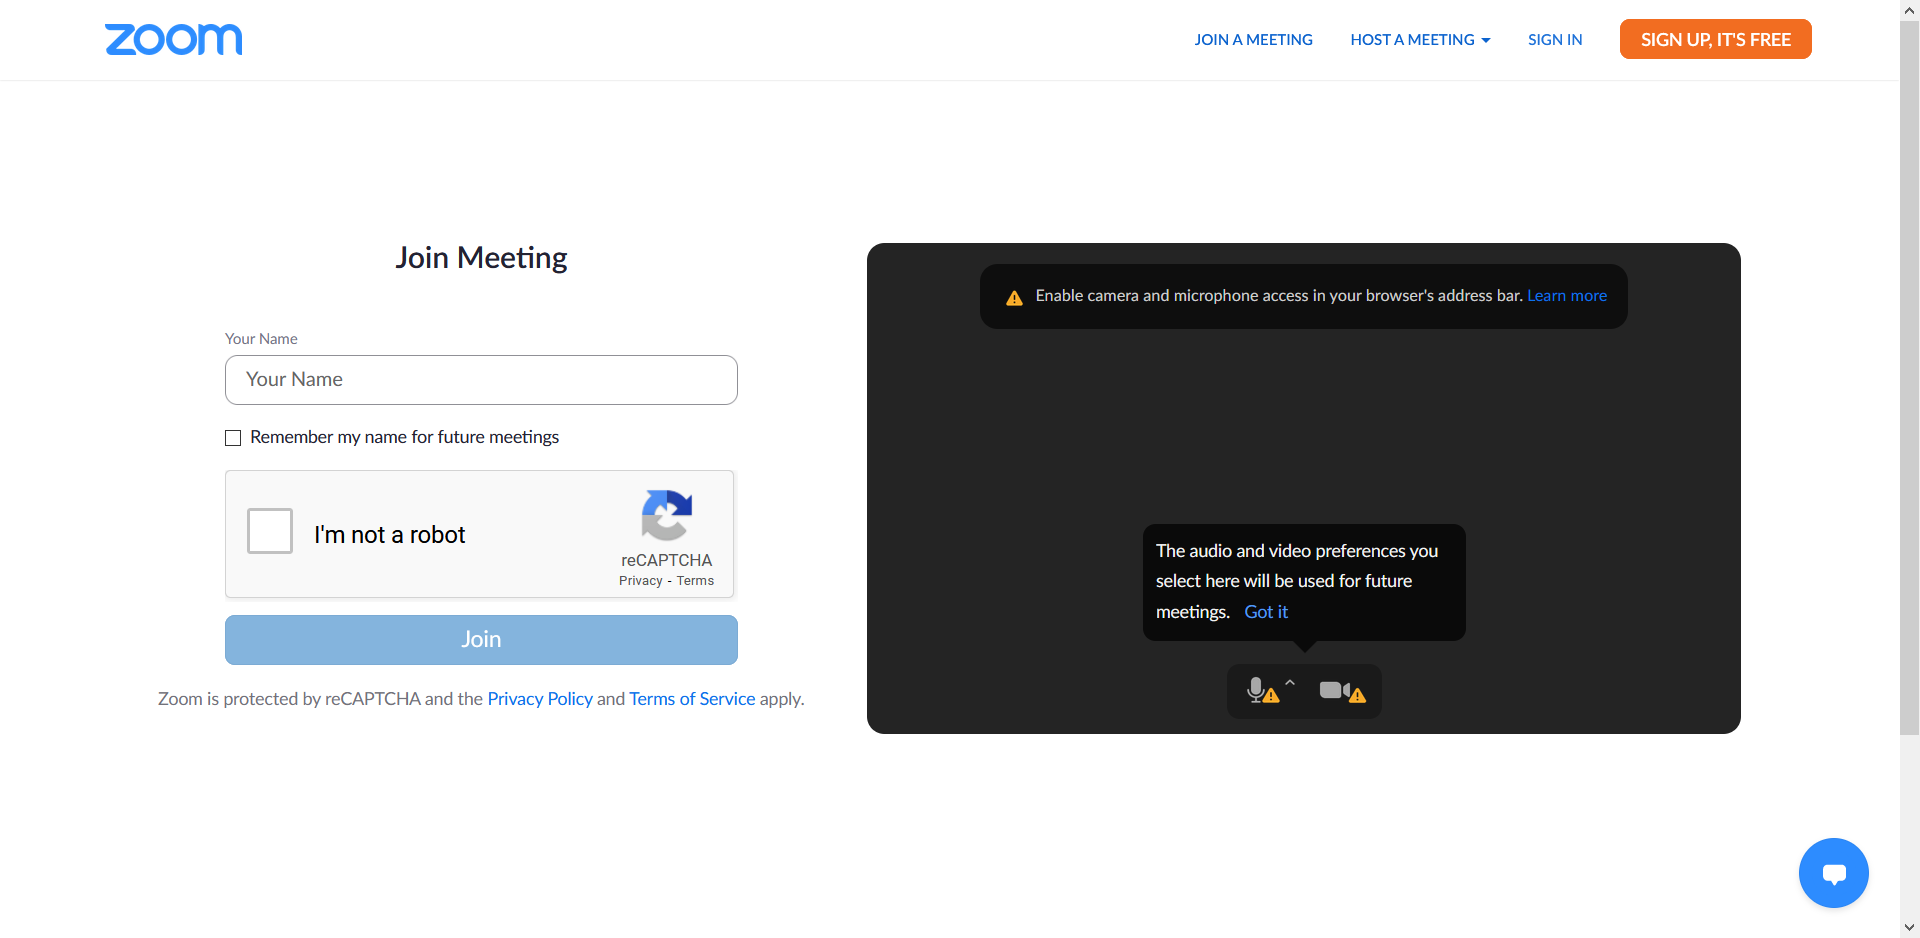 zoom
JOIN A MEETING
HOST A MEETING
SIGN IN
SIGN UP, IT'S FREE
Join Meeting
Your Name
Your Name
Remember my name for future meetings
I'm not a robot
reCAPTCHA
Privacy - Terms
Join
Zoom is protected by reCAPTCHA and the Privacy Policy and Terms of Service apply.
Enable camera and microphone access in your browser's address bar. Learn more
The audio and video preferences you
select here will be used for future
meetings. Got it